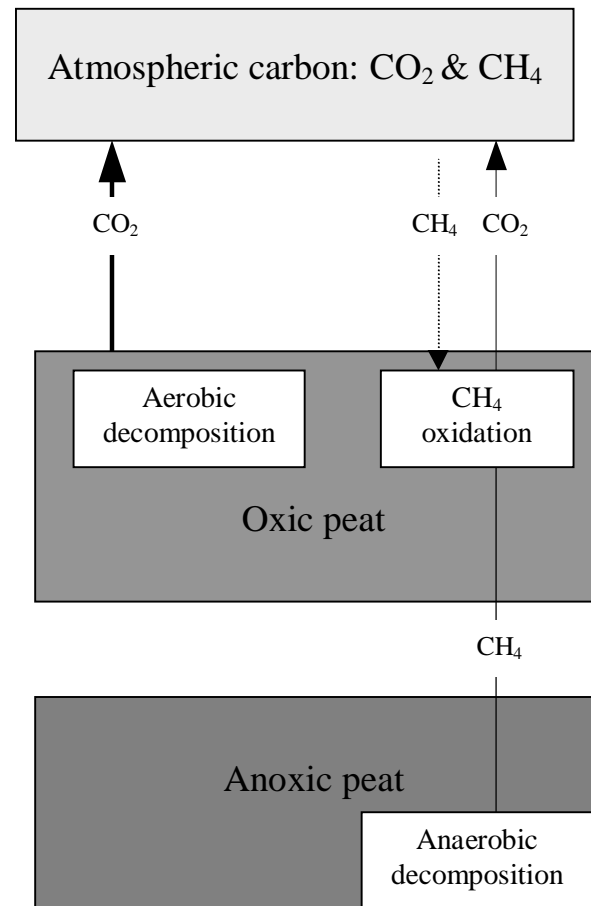 Atmospheric carbon: CO₂ & CH₄
CO₂
CH₄
CO₂
Aerobic
decomposition
CH₄
oxidation
Oxic peat
CH₄
Anoxic peat
Anaerobic
decomposition